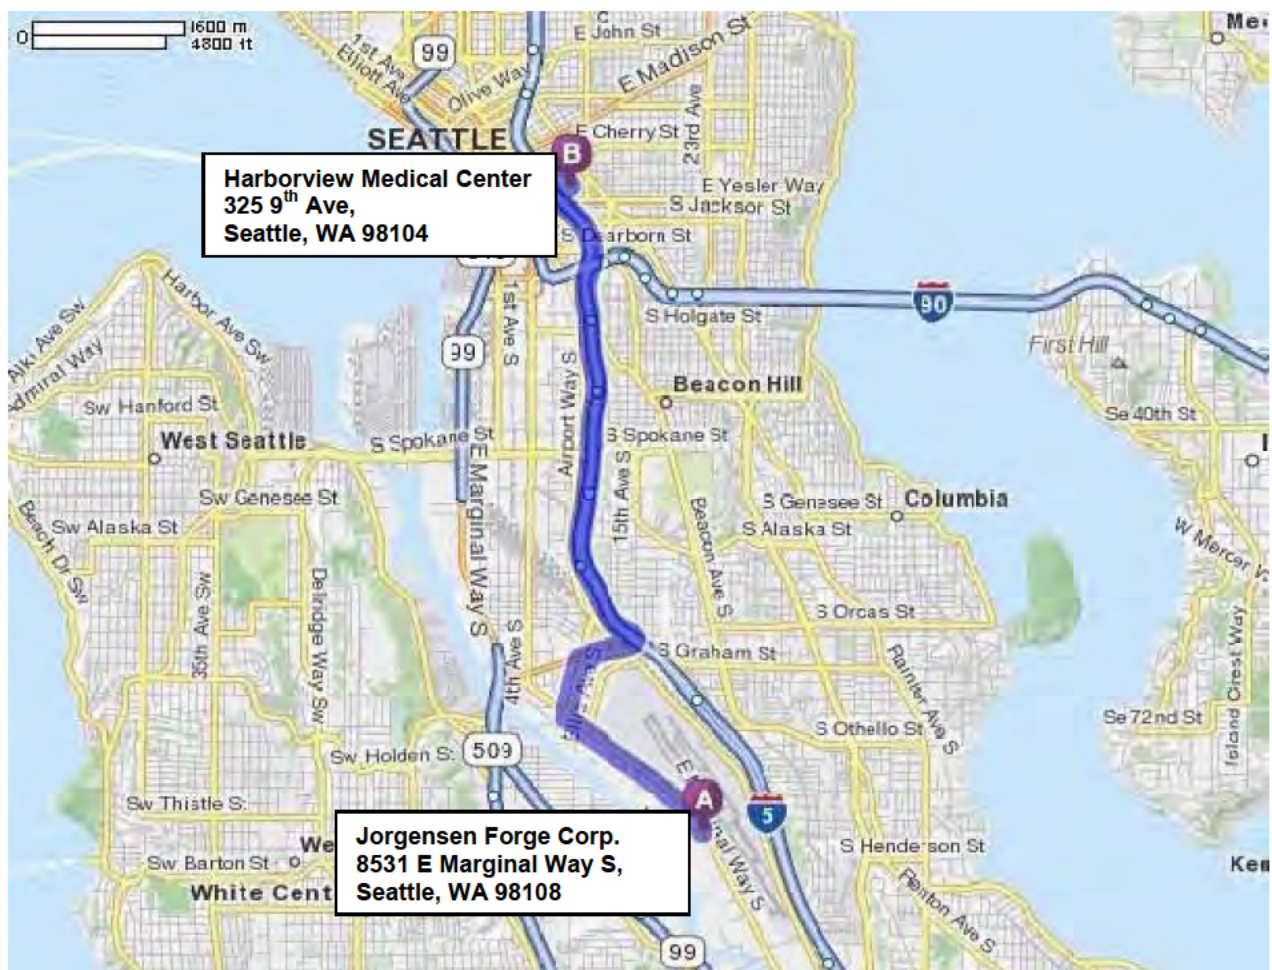 0
1600 m
4800 ft
99
1st Ave
Elliott Ave
Olive Way
E John St
E Madison St
23rd Ave
SEATTLE
E Cherry St
B
Harborview Medical Center
325 9th Ave,
Seattle, WA 98104
E Yesler Way
S Jackson St
S Dearborn St
90
S Holgate St
First Hill
Alki Ave Sw
Harbor Ave Sw
99
1st Ave S
Airport Way S
Beacon Hill
Sw Hanford St
Se 40th St
West Seattle
S Spokane St
S Spokane St
E Marginal Way S
15th Ave S
Sw Genesee St
S Genesee St
Columbia
Sw Alaska St
S Alaska St
Beach Dr Sw
Beacon Ave S
35th Ave Sw
Delridge Way Sw
S Orcas St
4th Ave S
S Graham St
Rainier Ave S
Island Crest Way
Se 72nd St
S Othello St
Sw Holden St
509
A
5
Sw Thistle St
Jorgensen Forge Corp.
8531 E Marginal Way S,
Seattle, WA 98108
Sw Barton St
White Cent
S Henderson St
Renton Ave S
99